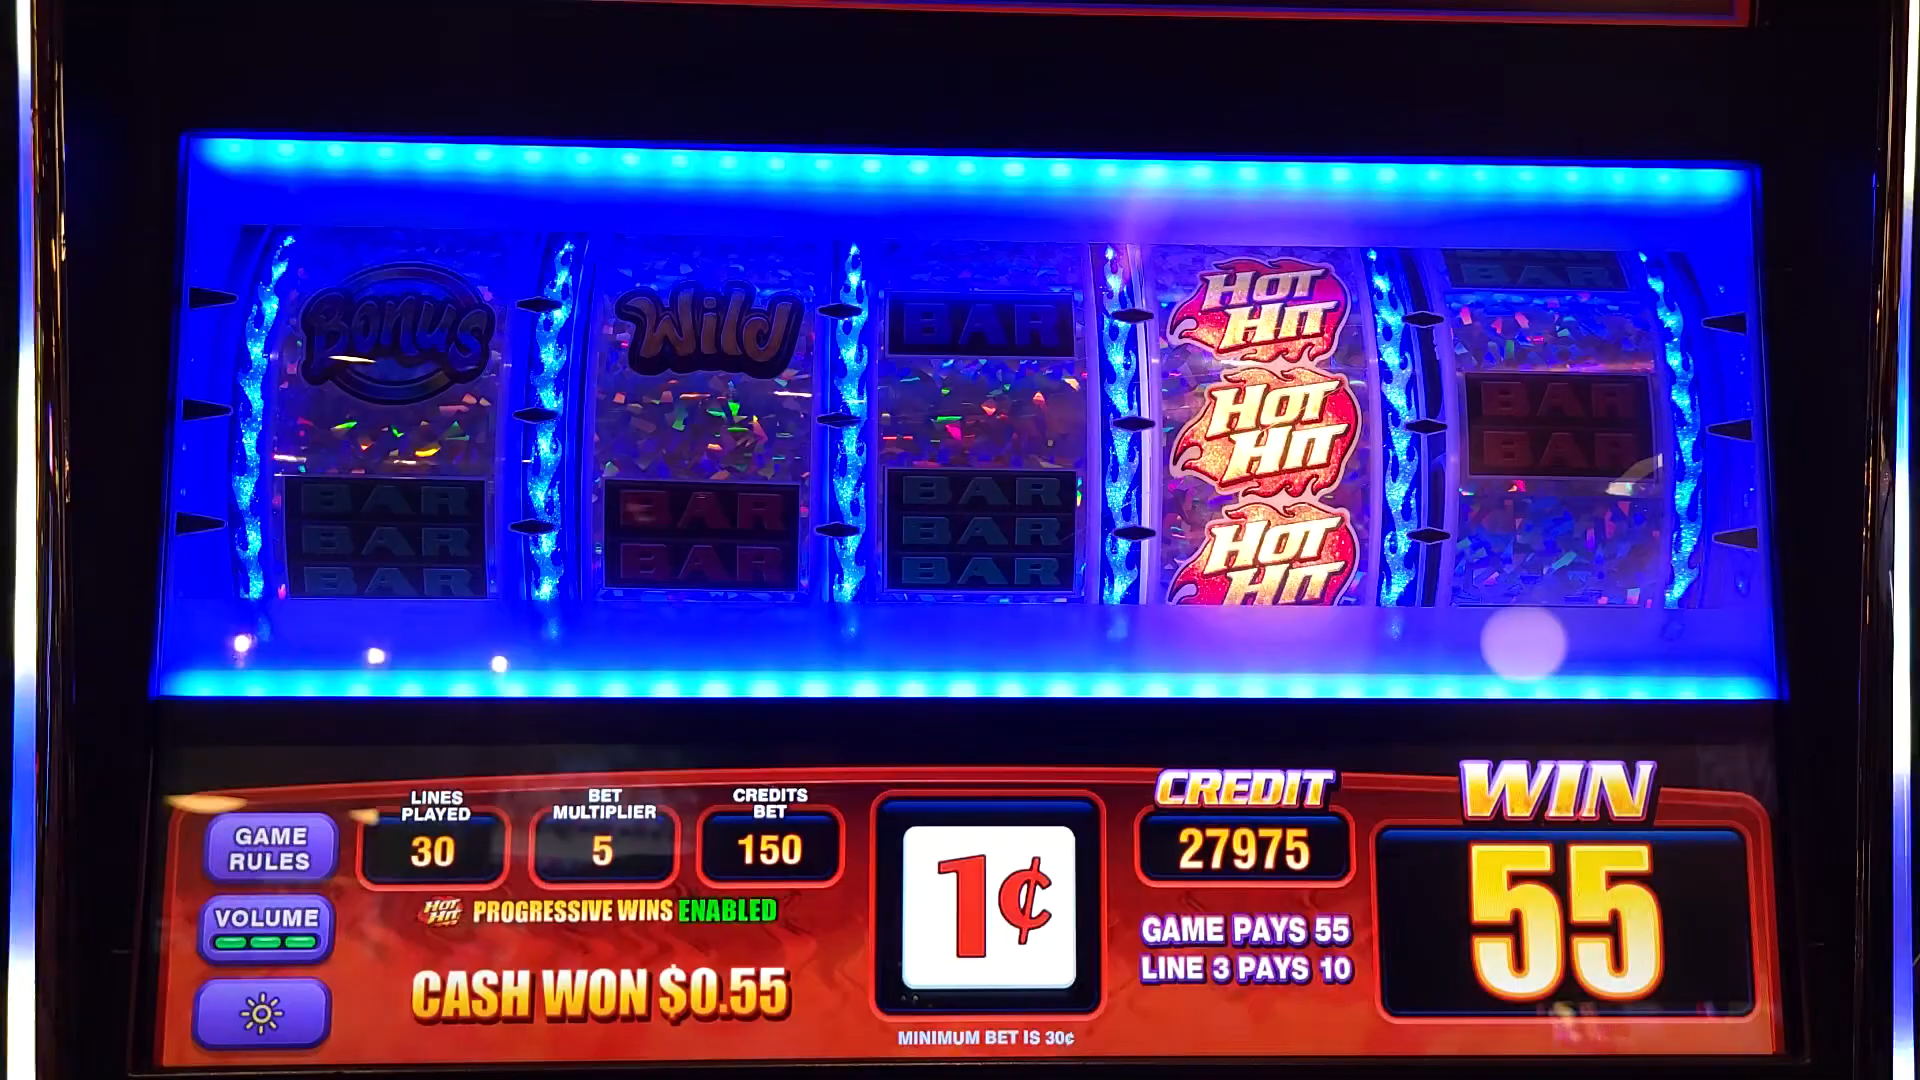 Bonus
Wild
BAR
HOT
HIT
BAR
HOT
HIT
BAR
BAR
BAR
BAR
BAR
BAR
BAR
BAR
BAR
BAR
BAR
HOT
HIT
LINES
PLAYED
30
BET
MULTIPLIER
5
CREDITS
BET
150
1¢
CREDIT
27975
WIN
55
GAME
RULES
VOLUME
HOT HIT PROGRESSIVE WINS ENABLED
CASH WON $0.55
MINIMUM BET IS 30¢
GAME PAYS 55
LINE 3 PAYS 10